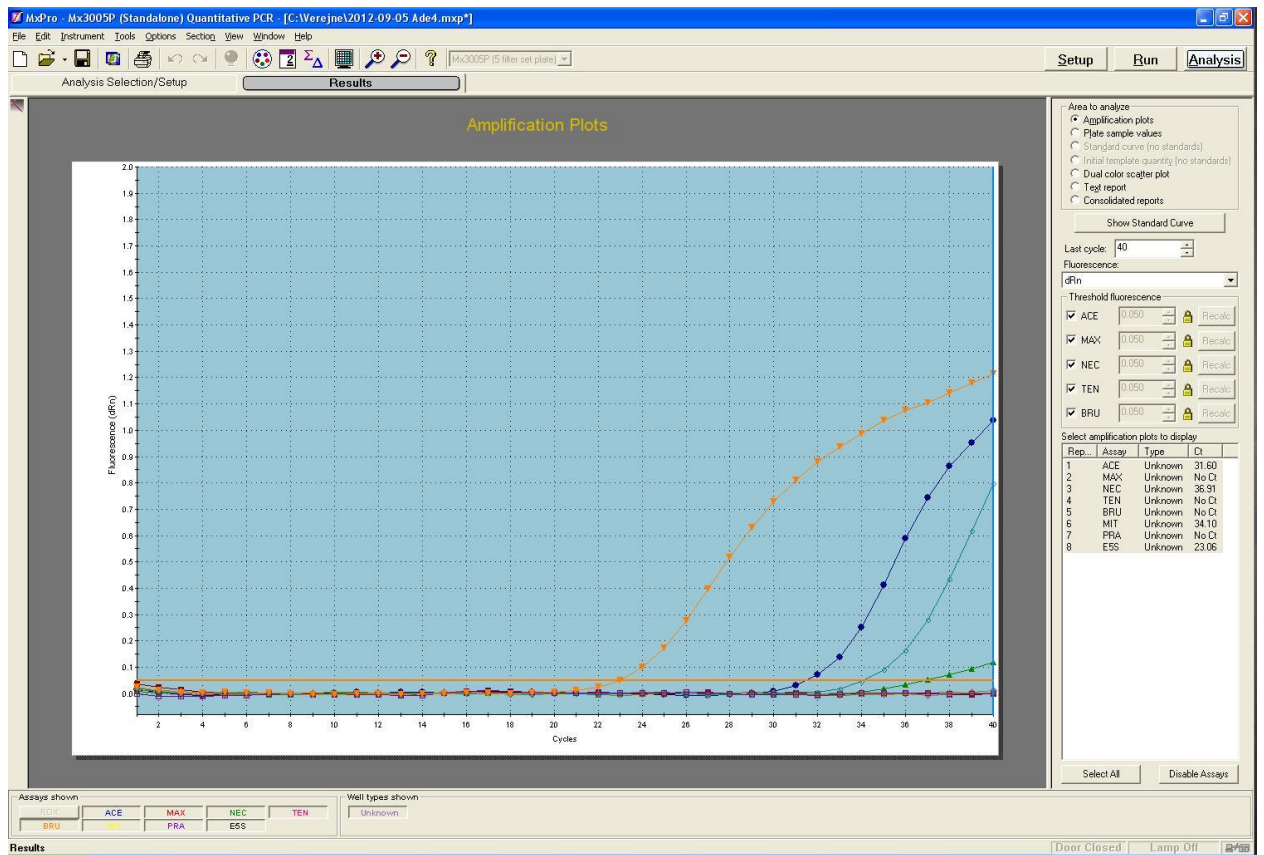 MxPro - Mx3005P (Standalone) Quantitative PCR - [C:\Verejne\2012-09-05 Ade4.mxp*]
File Edit Instrument Tools Options Section View Window Help
Mx3005P (5 filter set plate)
Setup Run Analysis
Analysis Selection/Setup Results
Amplification Plots
2.0
1.9
1.8
1.7
1.6
1.5
1.4
1.3
1.2
1.1
1.0
0.9
0.8
0.7
0.6
0.5
0.4
0.3
0.2
0.1
0.0
Fluorescence (dRn)
2 4 6 8 10 12 14 16 18 20 22 24 26 28 30 32 34 36 38 40
Cycles
Area to analyze
Amplification plots
Plate sample values
Standard curve (no standards)
Initial template quantity (no standards)
Dual color scatter plot
Text report
Consolidated reports
Show Standard Curve
Last cycle: 40
Fluorescence:
dRn
Threshold fluorescence
ACE 0.050 Recalc
MAX 0.050 Recalc
NEC 0.050 Recalc
TEN 0.050 Recalc
BRU 0.050 Recalc
Select amplification plots to display
Rep... Assay Type Ct
1 ACE Unknown 31.60
2 MAX Unknown No Ct
3 NEC Unknown 36.91
4 TEN Unknown No Ct
5 BRU Unknown No Ct
6 MIT Unknown 34.10
7 PRA Unknown No Ct
8 E5S Unknown 23.06
Select All Disable Assays
Assays shown
ROX ACE MAX NEC TEN
BRU PRA E5S
Well types shown
Unknown
Results
Door Closed Lamp Off